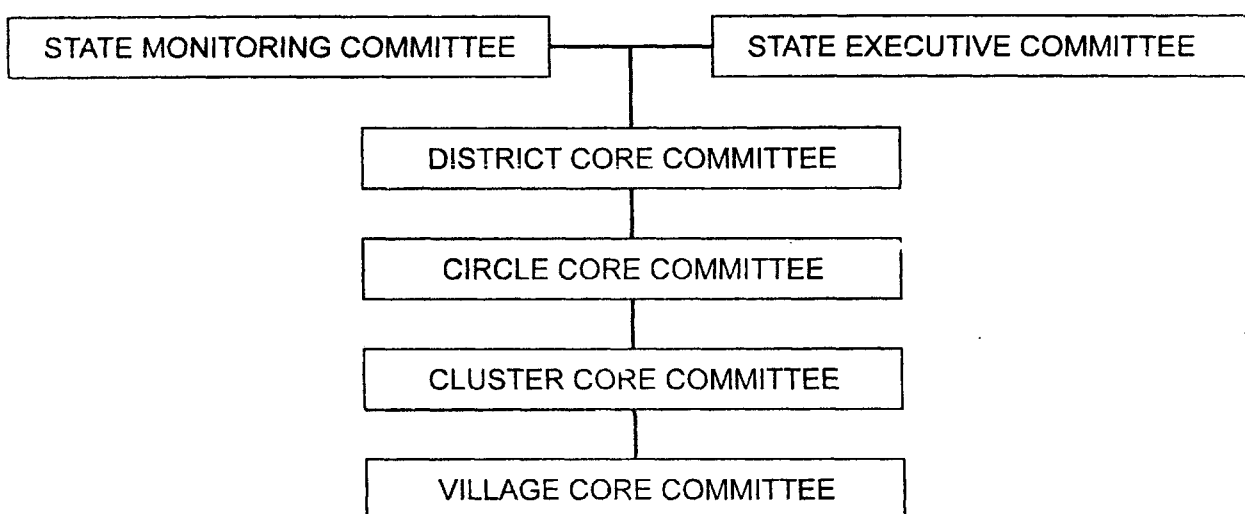 STATE MONITORING COMMITTEE STATE EXECUTIVE COMMITTEE
DISTRICT CORE COMMITTEE
CIRCLE CORE COMMITTEE
CLUSTER CORE COMMITTEE
VILLAGE CORE COMMITTEE